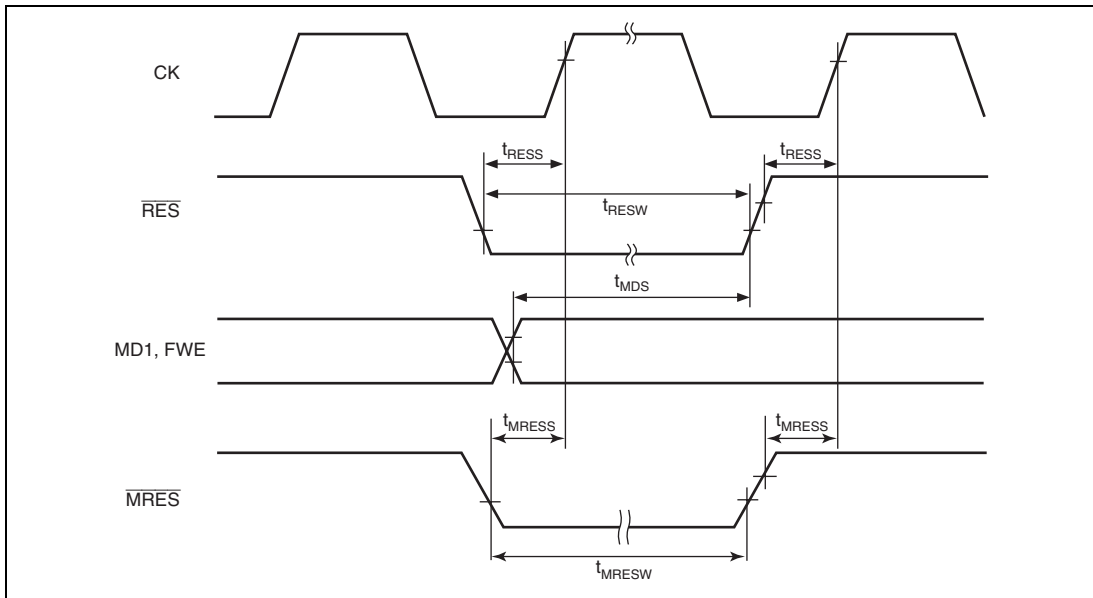 CK
tRESS
tRESS
RES
tRESW
tMDS
MD1, FWE
tMRESS
tMRESS
MRES
tMRESW